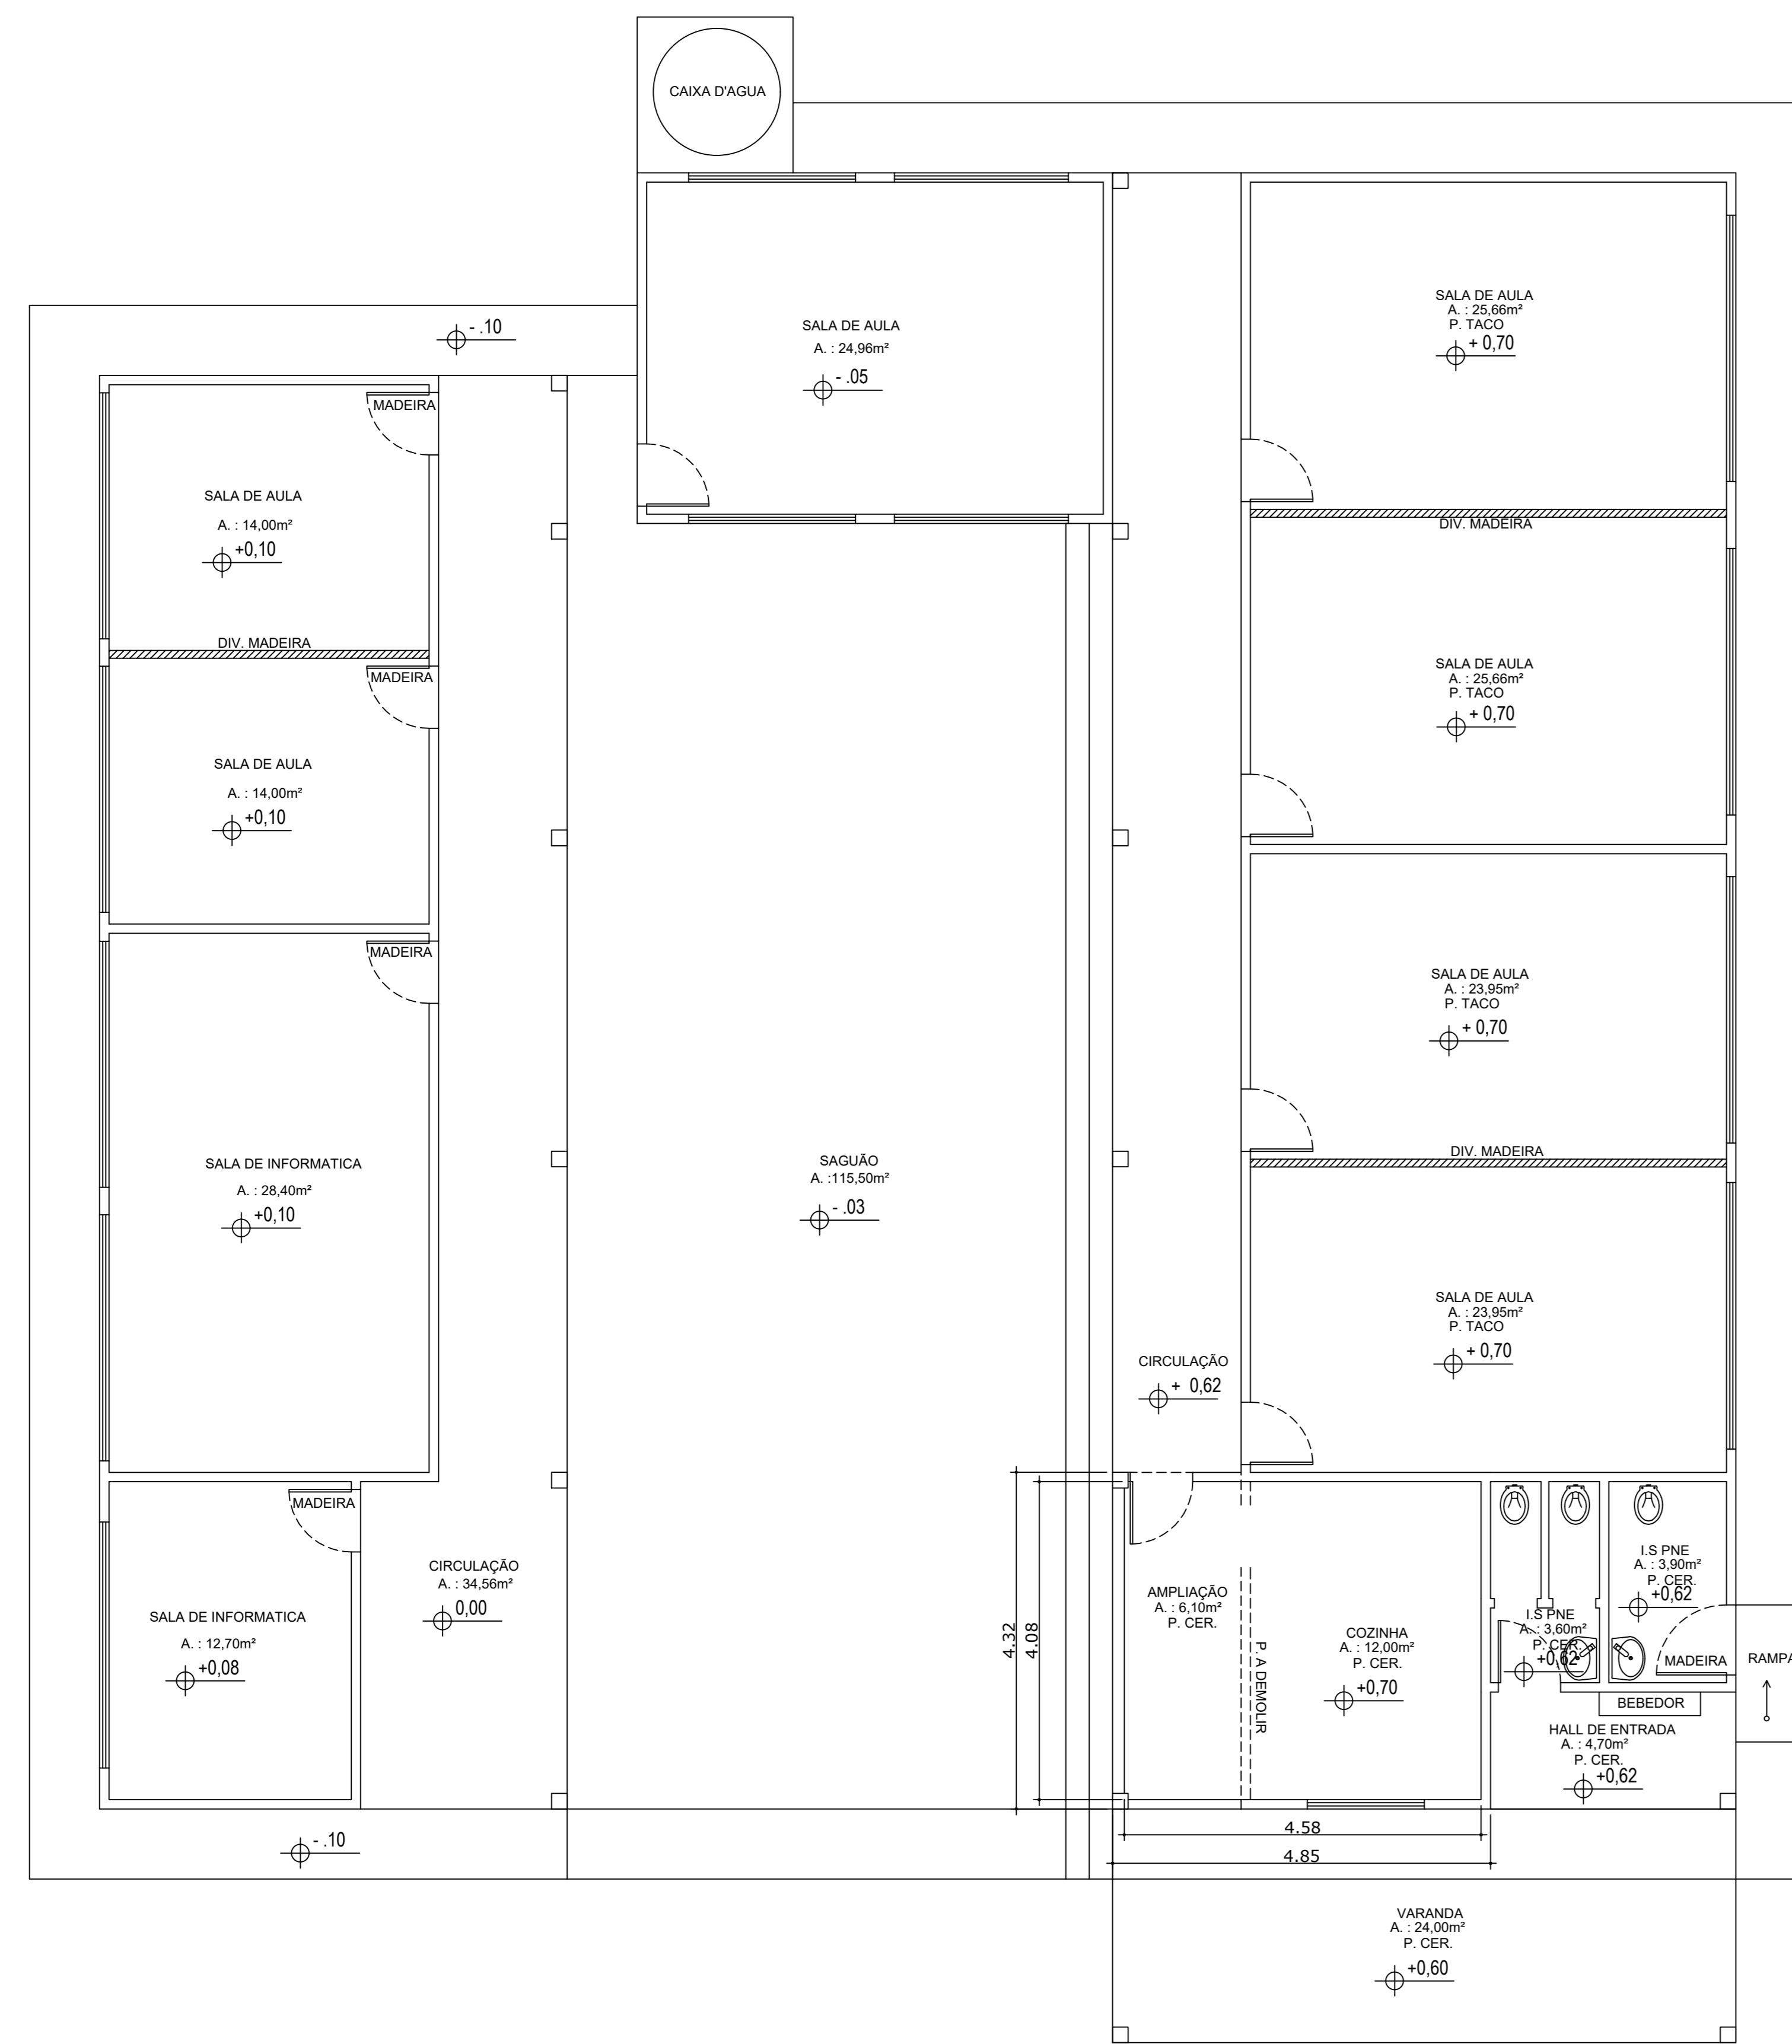 CAIXA D'AGUA
- .10
SALA DE AULA
A. : 24,96m²
- .05
SALA DE AULA
A. : 25,66m²
P. TACO
+ 0,70
MADEIRA
SALA DE AULA
A. : 14,00m²
+0,10
DIV. MADEIRA
DIV. MADEIRA
MADEIRA
SALA DE AULA
A. : 25,66m²
P. TACO
+ 0,70
SALA DE AULA
A. : 14,00m²
+0,10
MADEIRA
SALA DE AULA
A. : 23,95m²
P. TACO
+ 0,70
DIV. MADEIRA
SALA DE INFORMATICA
A. : 28,40m²
+0,10
SAGUÃO
A. :115,50m²
- .03
SALA DE AULA
A. : 23,95m²
P. TACO
+ 0,70
CIRCULAÇÃO
+ 0,62
MADEIRA
CIRCULAÇÃO
A. : 34,56m²
0,00
SALA DE INFORMATICA
A. : 12,70m²
+0,08
4.32
4.08
AMPLIAÇÃO
A. : 6,10m²
P. CER.
P. A DEMOLIR
COZINHA
A. : 12,00m²
P. CER.
+0,70
I.S PNE
A. : 3,90m²
P. CER.
+0,62
I.S PNE
A. : 3,60m²
P. CER.
+0,62
MADEIRA
RAMPA
BEBEDOR
HALL DE ENTRADA
A. : 4,70m²
P. CER.
+0,62
4.58
4.85
- .10
VARANDA
A. : 24,00m²
P. CER.
+0,60